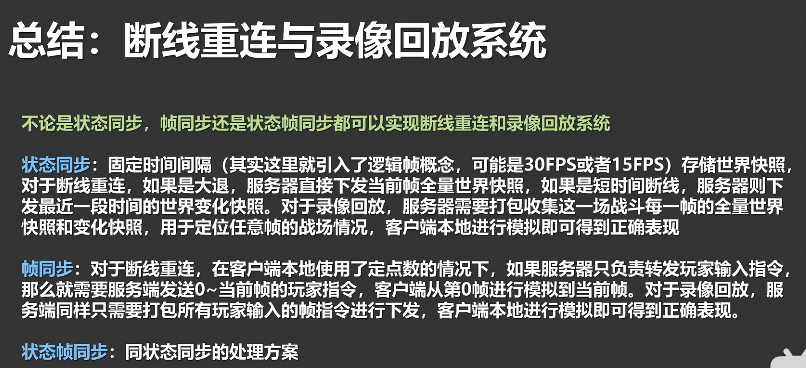 总结：断线重连与录像回放系统
不论是状态同步，帧同步还是状态帧同步都可以实现断线重连和录像回放系统
状态同步：固定时间间隔（其实这里就引入了逻辑帧概念，可能是30FPS或者15FPS）存储世界快照，
对于断线重连，如果是大退，服务器直接下发当前帧全量世界快照，如果是短时间断线，服务器则下
发最近一段时间的世界变化快照。对于录像回放，服务器需要打包收集这一场战斗每一帧的全量世界
快照和变化快照，用于定位任意帧的战场情况，客户端本地进行模拟即可得到正确表现
帧同步：对于断线重连，在客户端本地使用了定点数的情况下，如果服务器只负责转发玩家输入指令，
那么就需要服务端发送0~当前帧的玩家指令，客户端从第0帧进行模拟到当前帧。对于录像回放，服
务端同样只需要打包所有玩家输入的帧指令进行下发，客户端本地进行模拟即可得到正确表现。
状态帧同步：同状态同步的处理方案